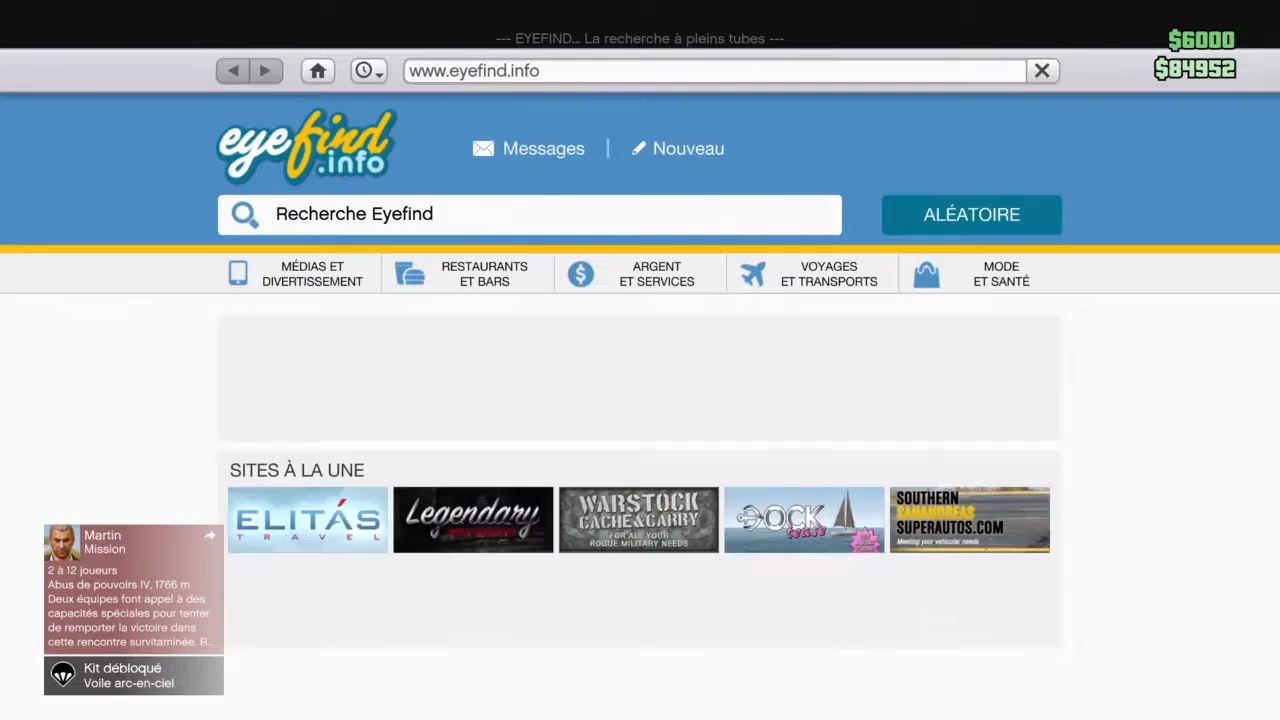 --- EYEFIND... La recherche à pleins tubes ---
$6000
$84952
www.eyefind.info
eyefind
.info
Messages
Nouveau
Recherche Eyefind
ALÉATOIRE
MÉDIAS ET
DIVERTISSEMENT
RESTAURANTS
ET BARS
ARGENT
ET SERVICES
VOYAGES
ET TRANSPORTS
MODE
ET SANTÉ
SITES À LA UNE
ELITÁS
TRAVEL
Legendary
WARSTOCK
CACHE&CARRY
FOR ALL YOUR
ROGUE MILITARY NEEDS
DOCK
tease
SOUTHERN
SANANDREAS
SUPERAUTOS.COM
Meeting your vehicular needs
Martin
Mission
2 à 12 joueurs
Abus de pouvoirs IV, 1766 m
Deux équipes font appel à des
capacités spéciales pour tenter
de remporter la victoire dans
cette rencontre survitaminée. R...
Kit débloqué
Voile arc-en-ciel